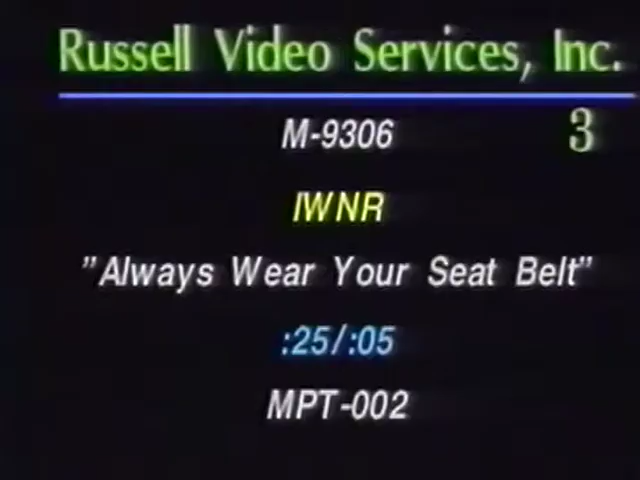 Russell Video Services, Inc.
M-9306 3
IWNR
"Always Wear Your Seat Belt"
:25/:05
MPT-002